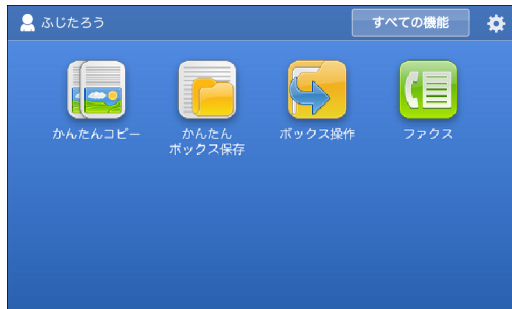 ふじたろう
すべての機能
かんたんコピー
かんたん
ボックス保存
ボックス操作
ファクス